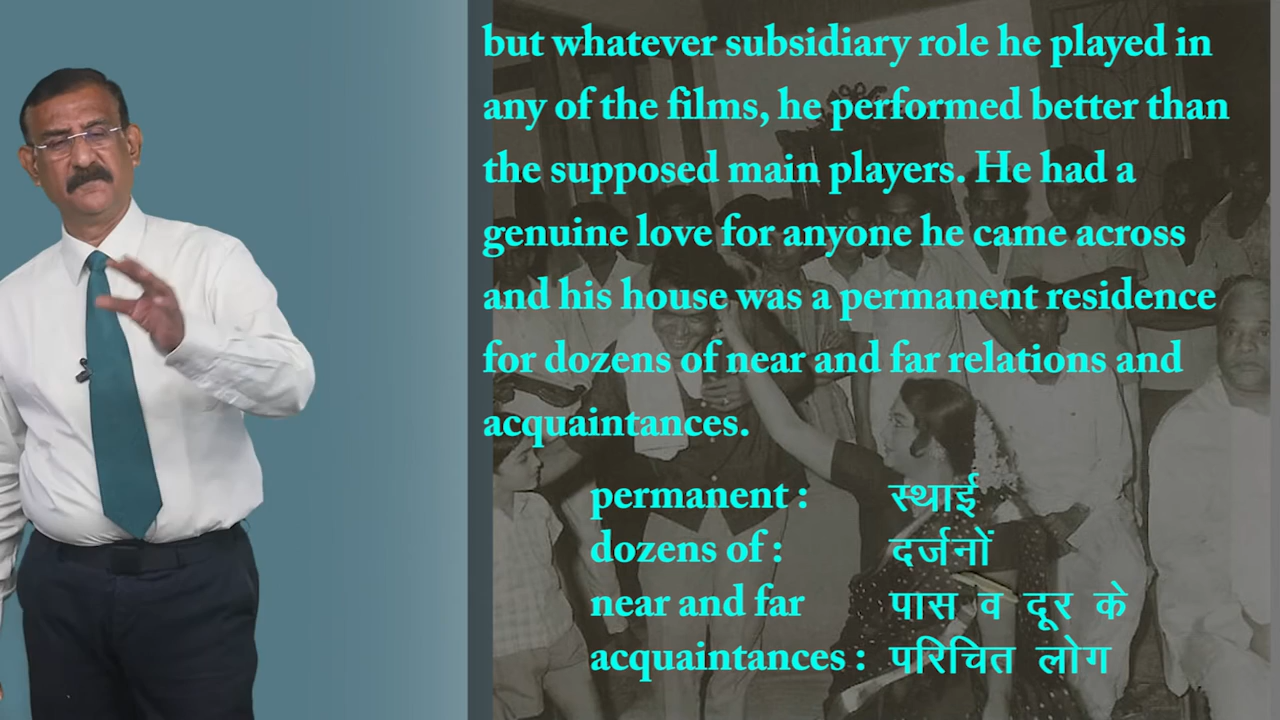 but whatever subsidiary role he played in
any of the films, he performed better than
the supposed main players. He had a
genuine love for anyone he came across
and his house was a permanent residence
for dozens of near and far relations and
acquaintances.
permanent : स्थाई
dozens of : दर्जनों
near and far पास व दूर के
acquaintances : परिचित लोग